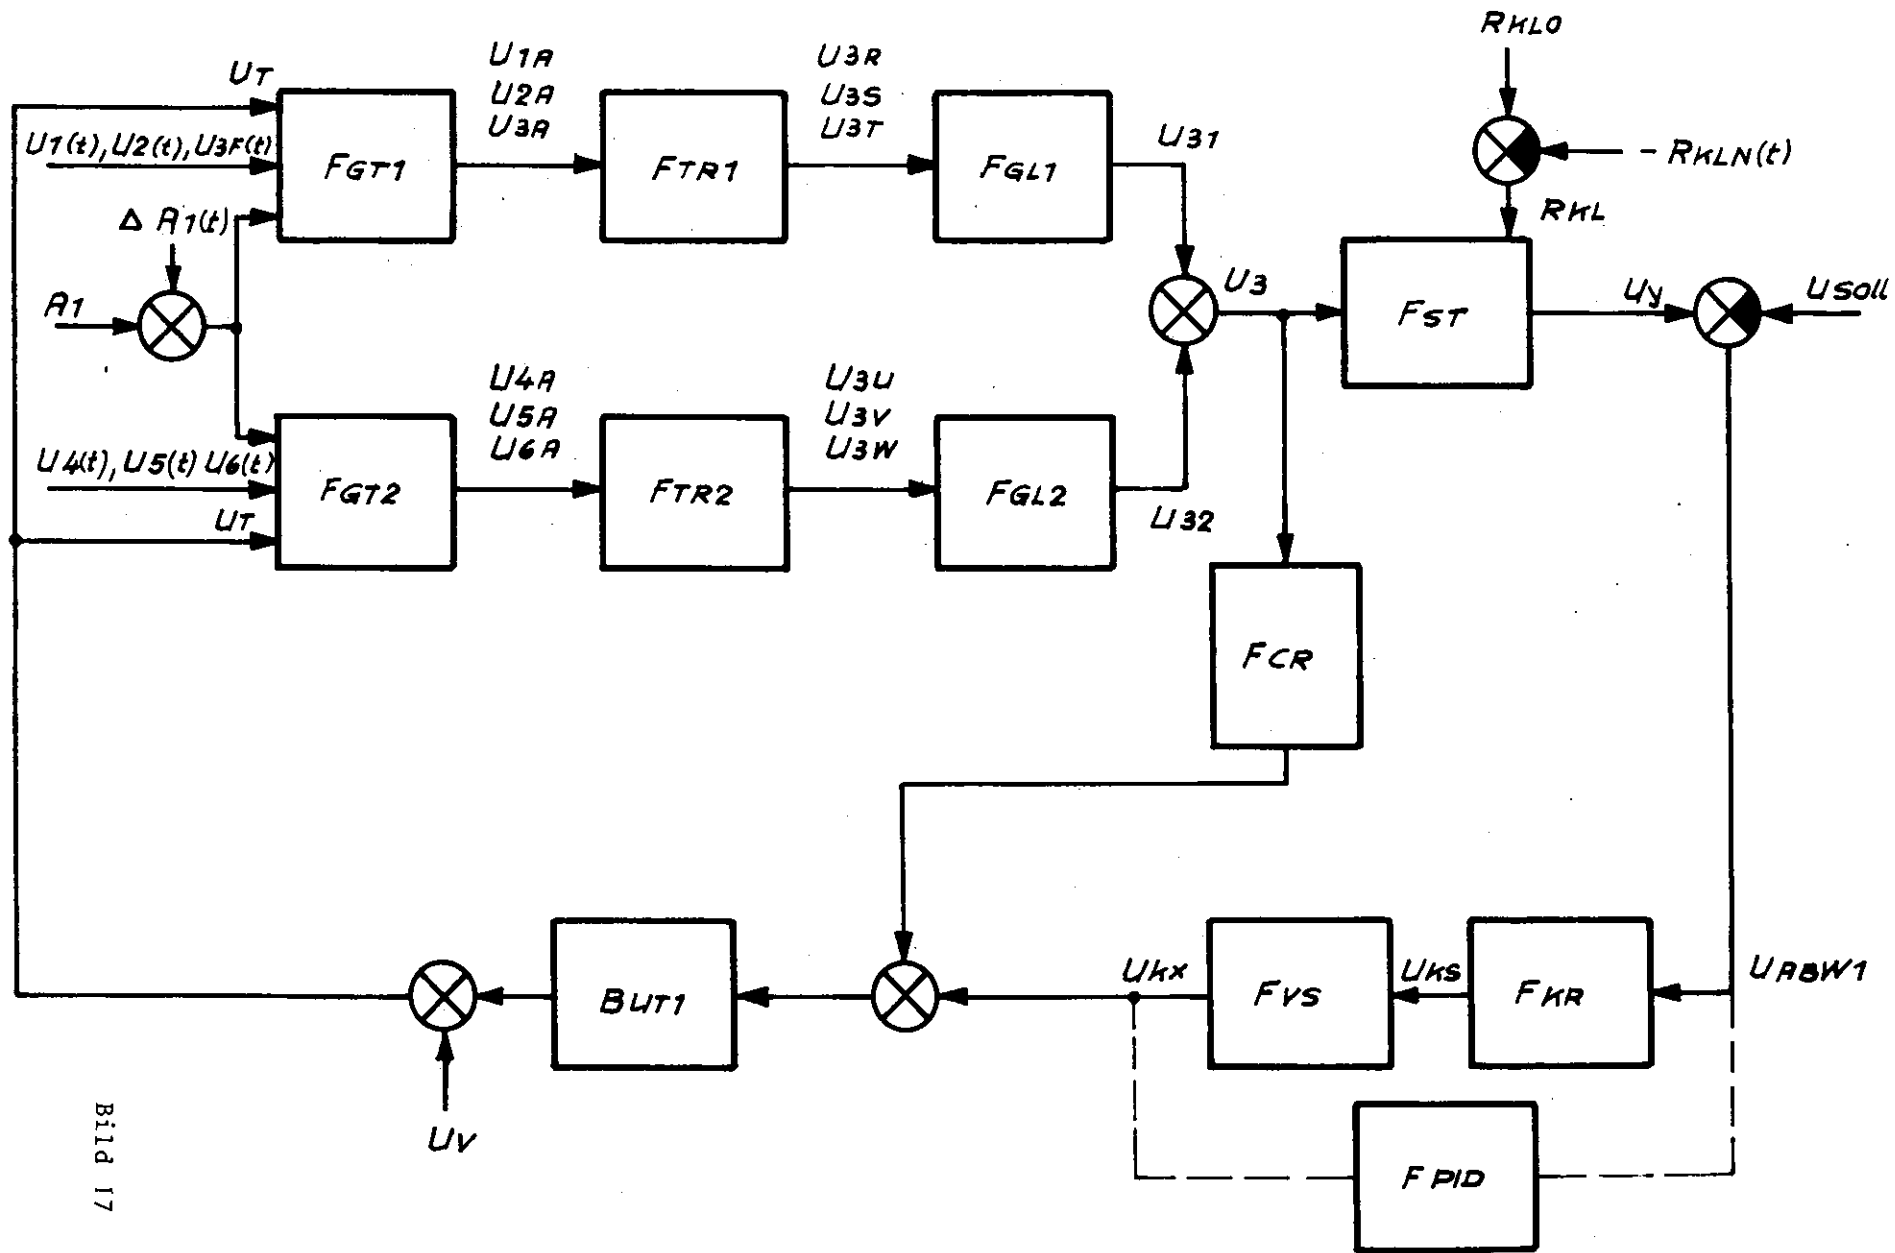 RKL0
UT
U1A
U2A
U3A
U3R
U3S
U3T
U1(t), U2(t), U3F(t)
FGT1
FTR1
FGL1
U31
- RKLN(t)
Δ A1(t)
RKL
A1
U3
FST
Uy
USOLL
U4A
U5A
U6A
U3U
U3V
U3W
U4(t), U5(t) U6(t)
FGT2
FTR2
FGL2
UT
U32
FCR
BUT1
UKX
FVS
UKS
FKR
UABW1
UV
FPID
Bild 17